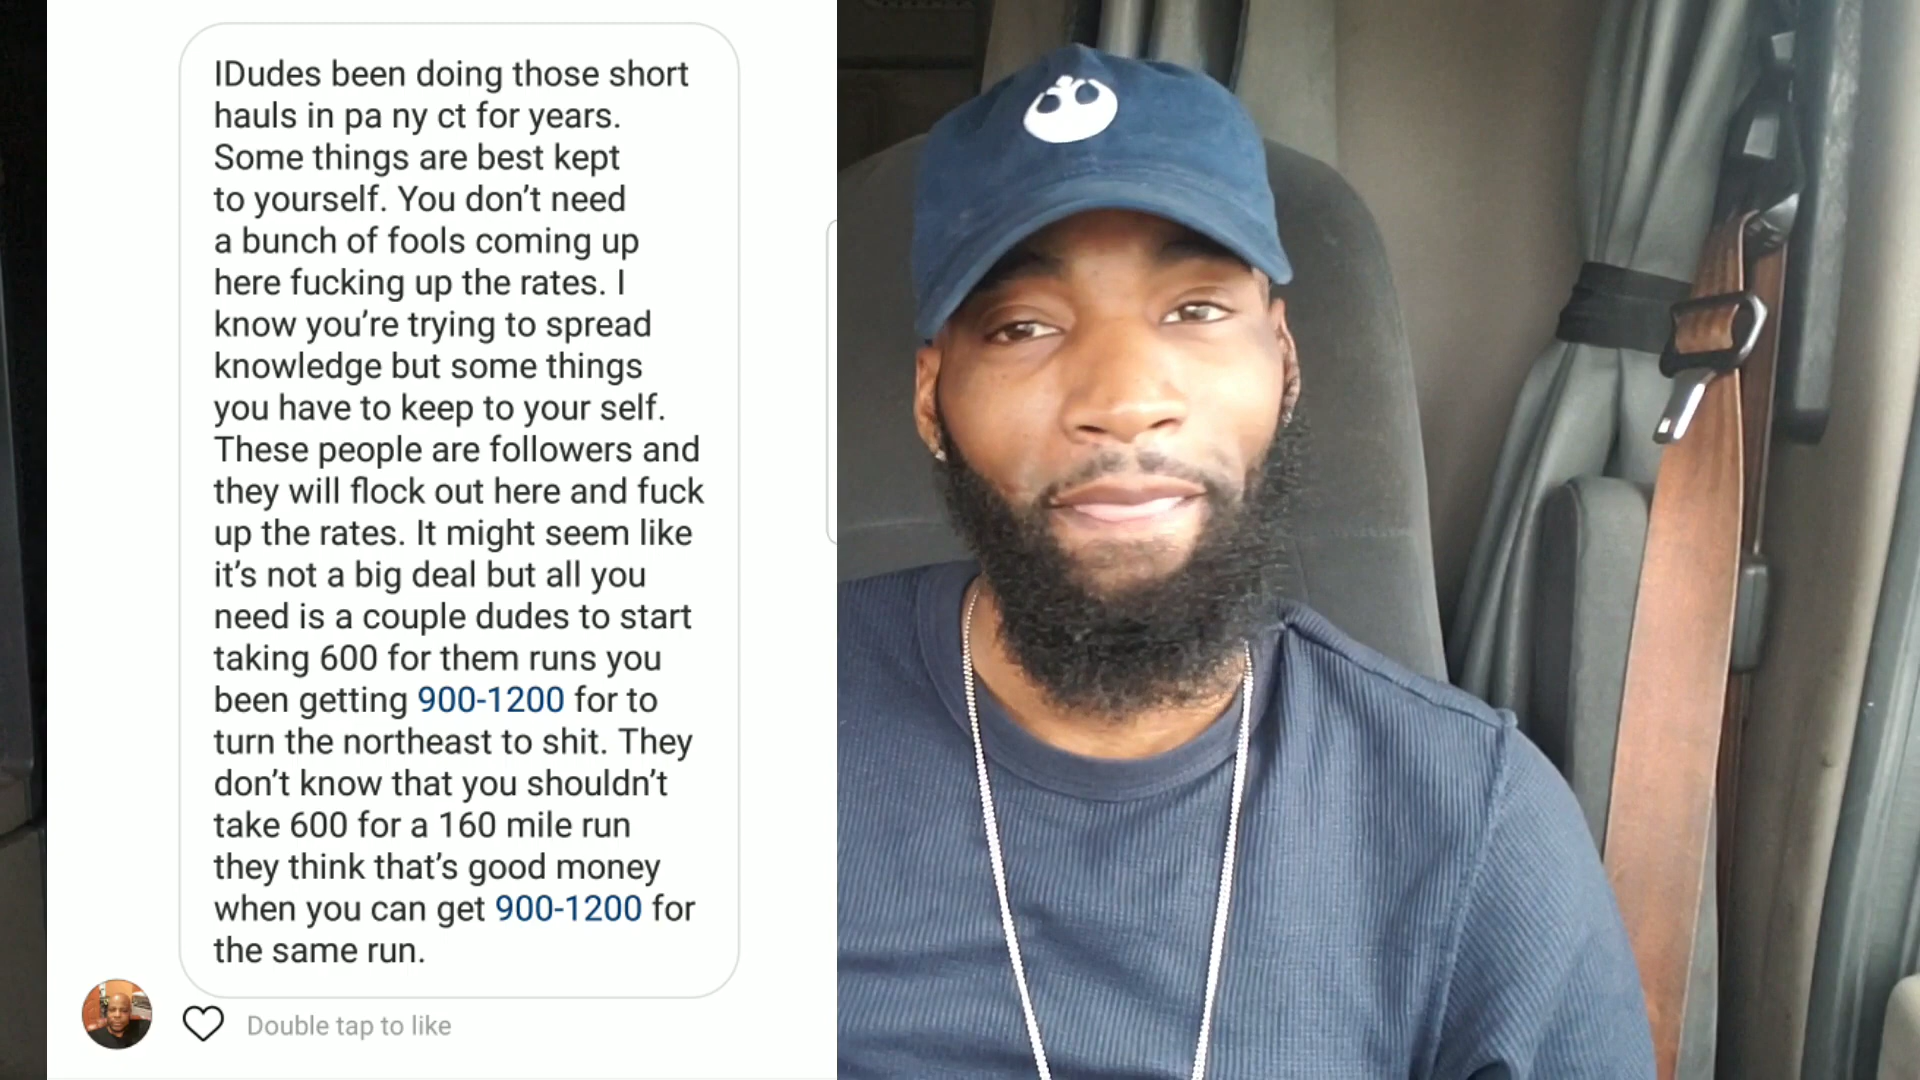 IDudes been doing those short
hauls in pa ny ct for years.
Some things are best kept
to yourself. You don’t need
a bunch of fools coming up
here fucking up the rates. I
know you’re trying to spread
knowledge but some things
you have to keep to your self.
These people are followers and
they will flock out here and fuck
up the rates. It might seem like
it’s not a big deal but all you
need is a couple dudes to start
taking 600 for them runs you
been getting 900-1200 for to
turn the northeast to shit. They
don’t know that you shouldn’t
take 600 for a 160 mile run
they think that’s good money
when you can get 900-1200 for
the same run.
Double tap to like